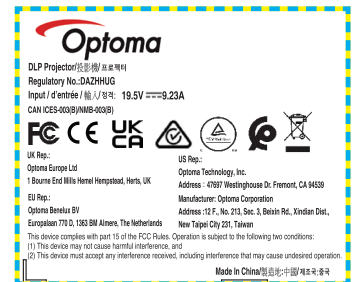 Optoma
DLP Projector/投影機/프로젝터
Regulatory No.:DAZHHUG
Input / d'entrée / 輸入/ 정격: 19.5V ⎓9.23A
CAN ICES-003(B)/NMB-003(B)
FC CE UK CA
UK Rep.:
Optoma Europe Ltd
1 Bourne End Mills Hemel Hempstead, Herts, UK
EU Rep.:
Optoma Benelux BV
Europalaan 770 D, 1363 BM Almere, The Netherlands
US Rep.:
Optoma Technology, Inc.
Address : 47697 Westinghouse Dr. Fremont, CA 94539
Manufacturer: Optoma Corporation
Address :12 F., No. 213, Sec. 3, Beixin Rd., Xindian Dist.,
New Taipei City 231, Taiwan
This device complies with part 15 of the FCC Rules. Operation is subject to the following two conditions:
(1) This device may not cause harmful interference, and
(2) This device must accept any interference received, including interference that may cause undesired operation.
Made In China/製造地:中國/제조국:중국